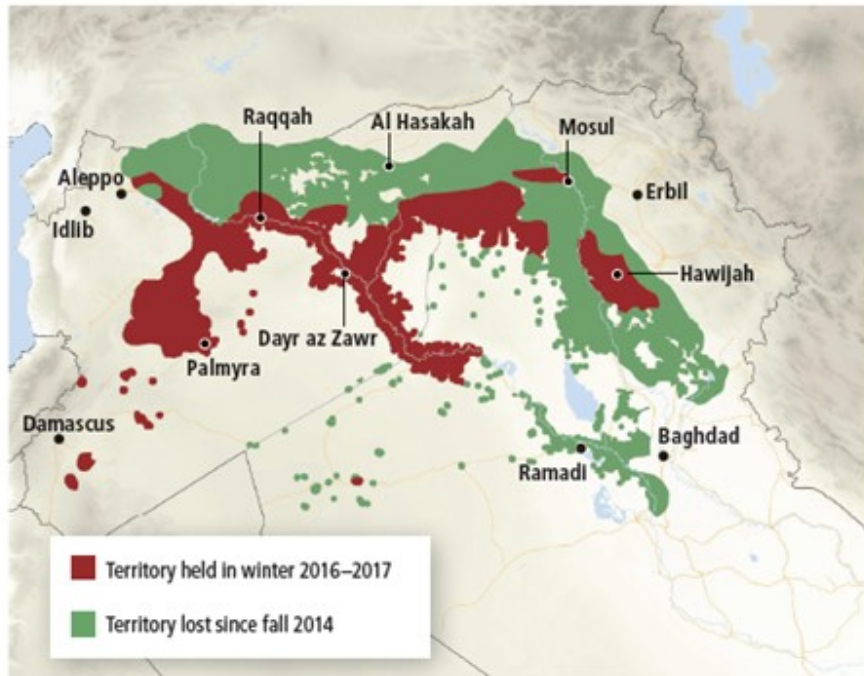 Raqqah
Al Hasakah
Mosul
Aleppo
Erbil
Idlib
Hawijah
Dayr az Zawr
Palmyra
Damascus
Baghdad
Ramadi
Territory held in winter 2016–2017
Territory lost since fall 2014